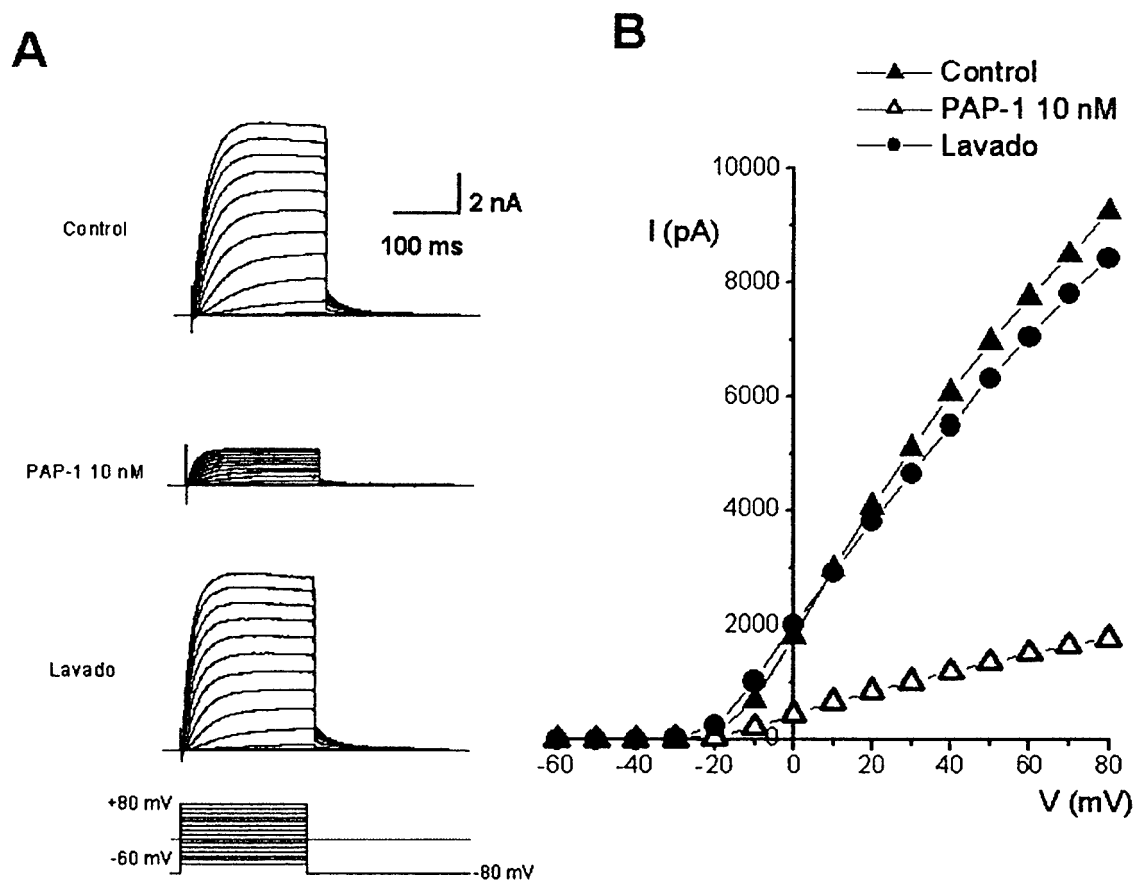 A
Control
2 nA
100 ms
PAP-1 10 nM
Lavado
+80 mV
-60 mV
-80 mV
B
Control
PAP-1 10 nM
Lavado
I (pA)
10000
8000
6000
4000
2000
0
-60
-40
-20
0
20
40
60
80
V (mV)